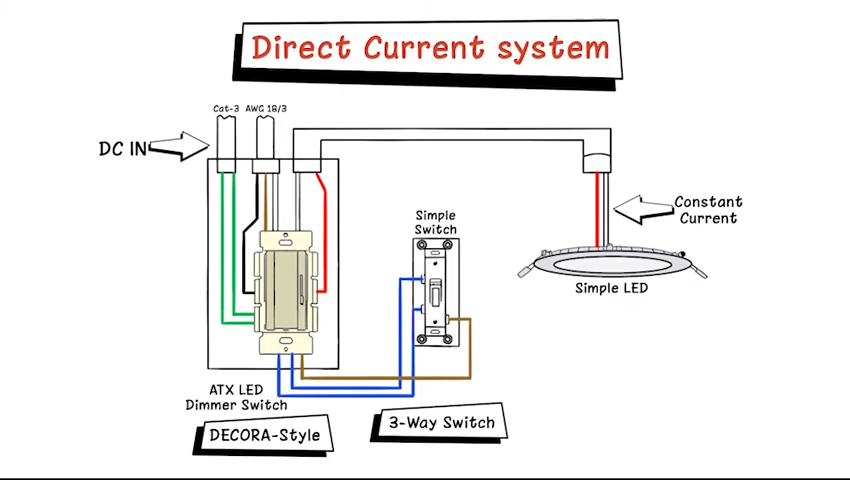 Direct Current system
Cat-3 AWG 18/3
DC IN
Constant
Current
Simple
Switch
Simple LED
ATX LED
Dimmer Switch
DECORA-Style
3-Way Switch